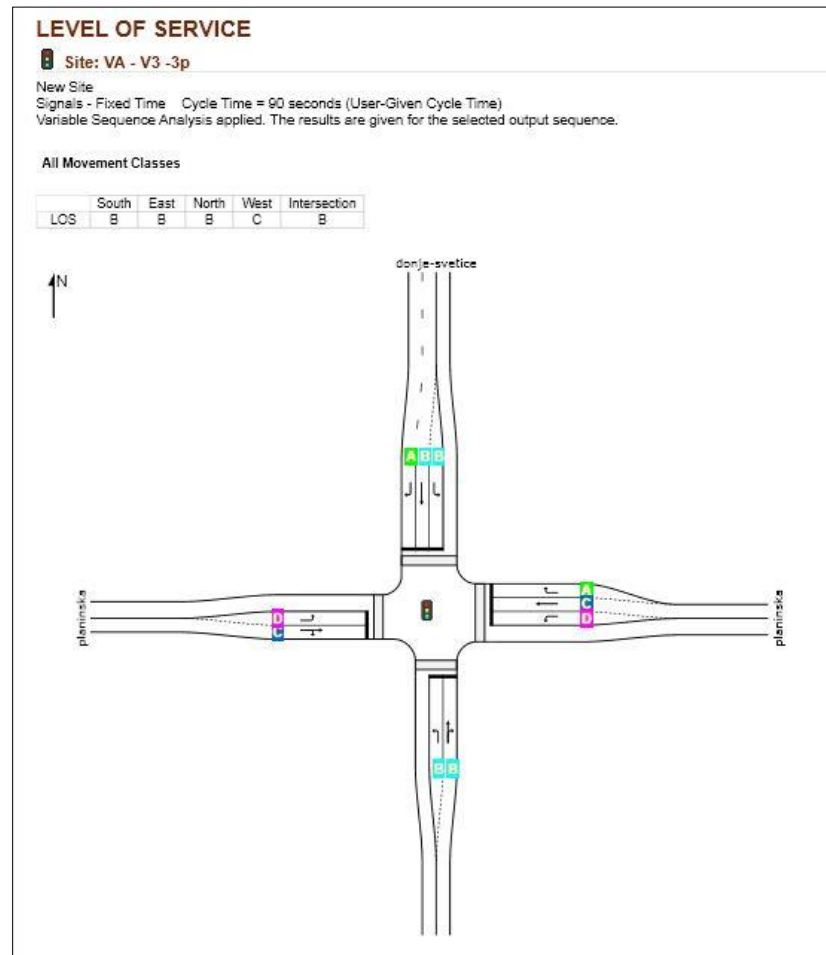 LEVEL OF SERVICE
Site: VA - V3 -3p
New Site
Signals - Fixed Time Cycle Time = 90 seconds (User-Given Cycle Time)
Variable Sequence Analysis applied. The results are given for the selected output sequence.
All Movement Classes
South East North West Intersection
LOS B B B C B
donje-svetice
N
A B B
planinska
D
C
A
C
D
planinska
B B